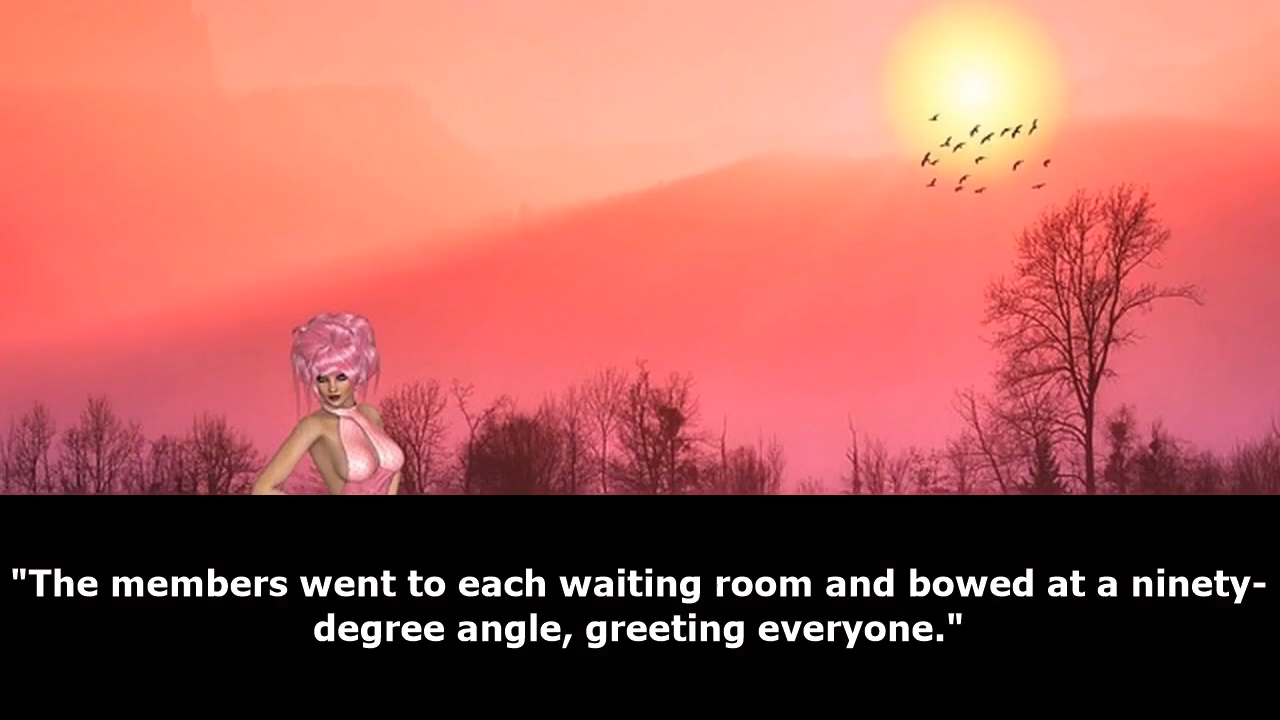 "The members went to each waiting room and bowed at a ninety-
degree angle, greeting everyone."